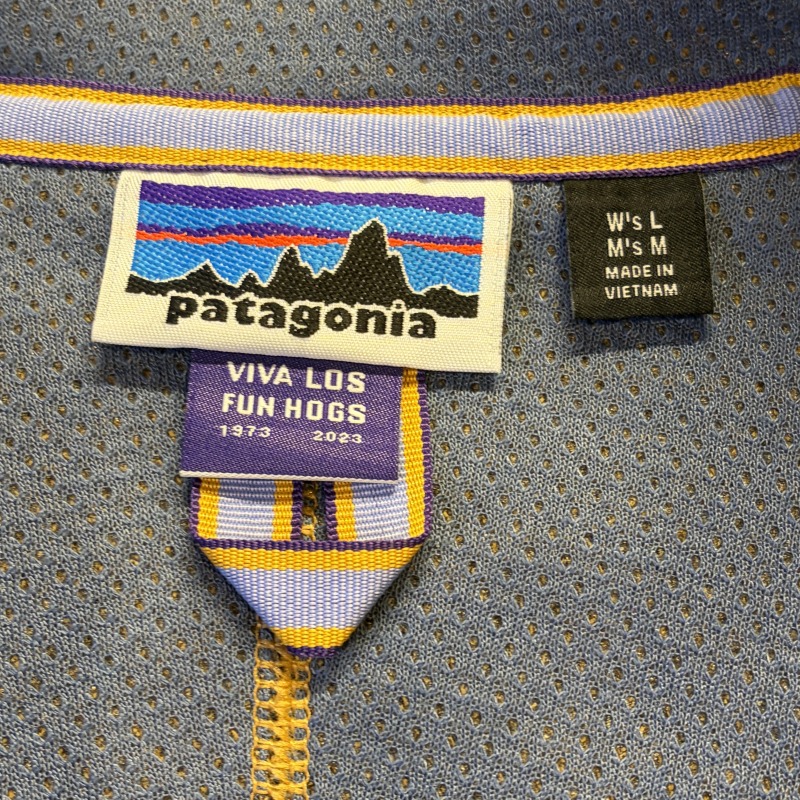 patagonia
VIVA LOS
FUN HOGS
1973 2023
W's L
M's M
MADE IN
VIETNAM